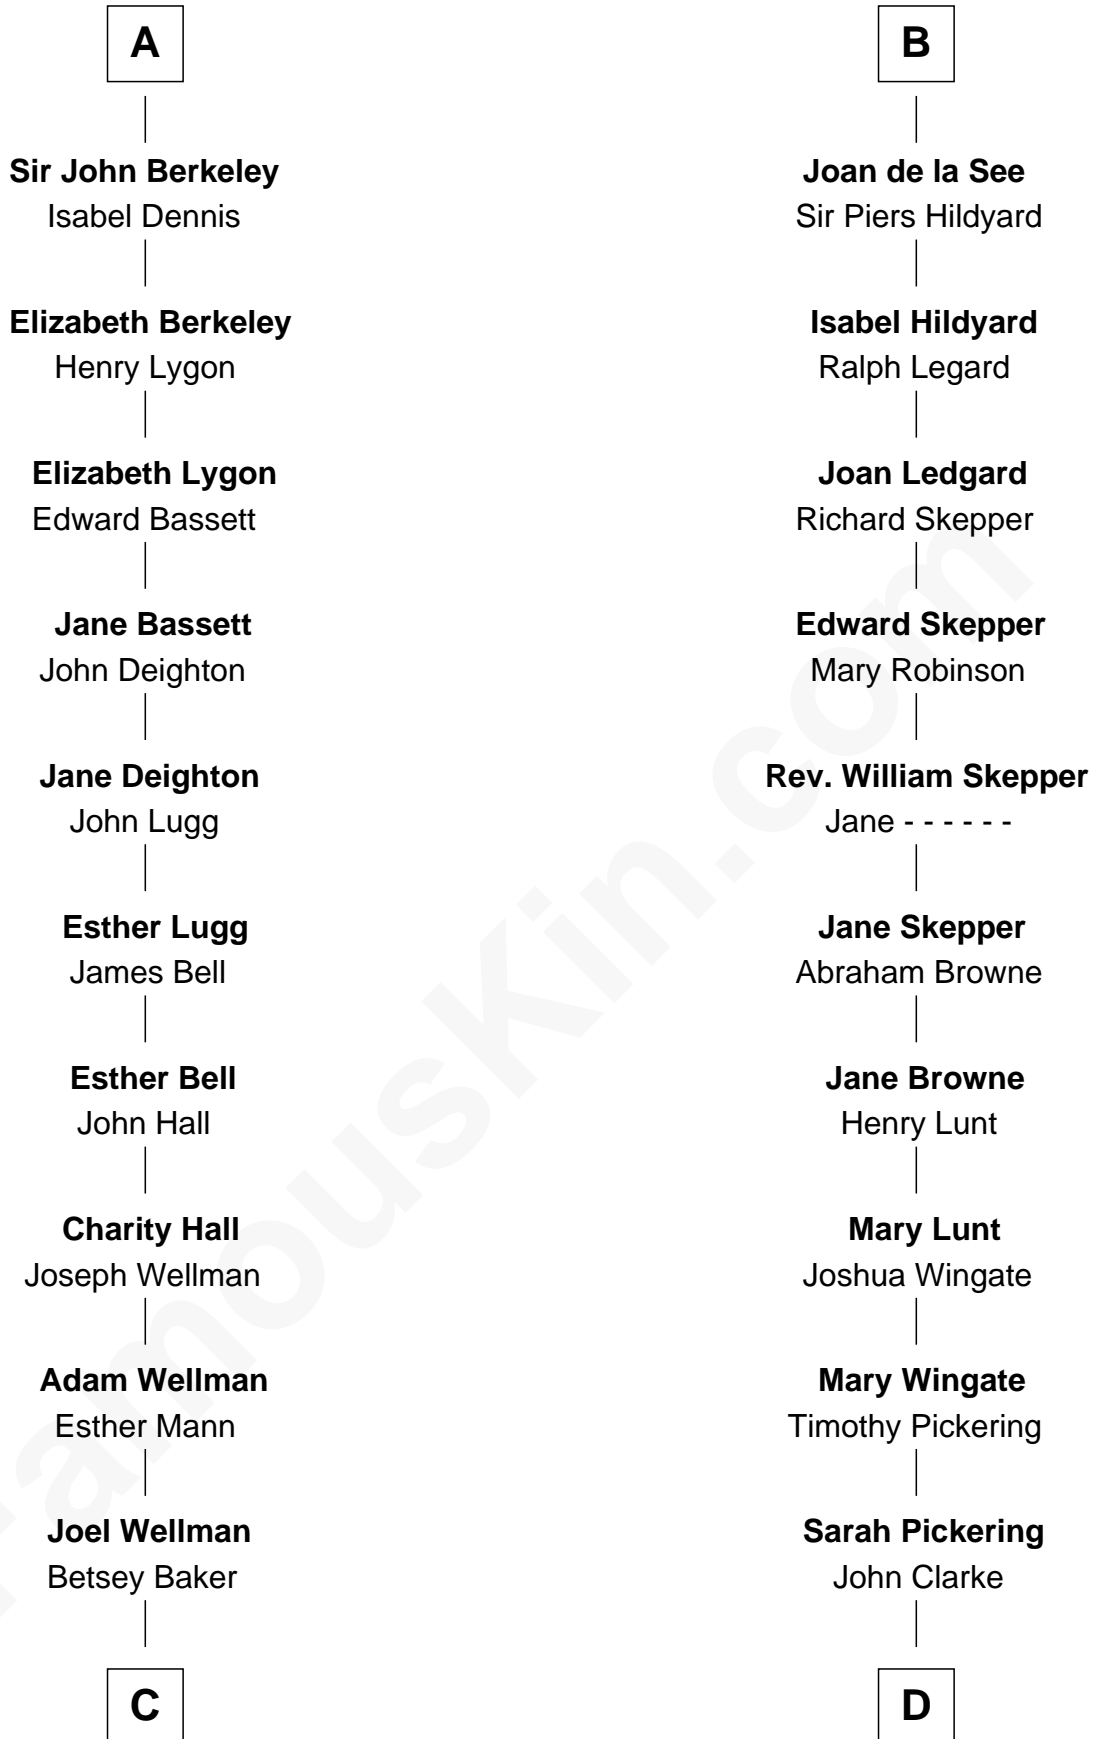 A
Sir John Berkeley
Isabel Dennis
Elizabeth Berkeley
Henry Lygon
Elizabeth Lygon
Edward Bassett
Jane Bassett
John Deighton
Jane Deighton
John Lugg
Esther Lugg
James Bell
Esther Bell
John Hall
Charity Hall
Joseph Wellman
Adam Wellman
Esther Mann
Joel Wellman
Betsey Baker
C
B
Joan de la See
Sir Piers Hildyard
Isabel Hildyard
Ralph Legard
Joan Ledgard
Richard Skepper
Edward Skepper
Mary Robinson
Rev. William Skepper
Jane - - - - - -
Jane Skepper
Abraham Browne
Jane Browne
Henry Lunt
Mary Lunt
Joshua Wingate
Mary Wingate
Timothy Pickering
Sarah Pickering
John Clarke
D
FamousKin.com